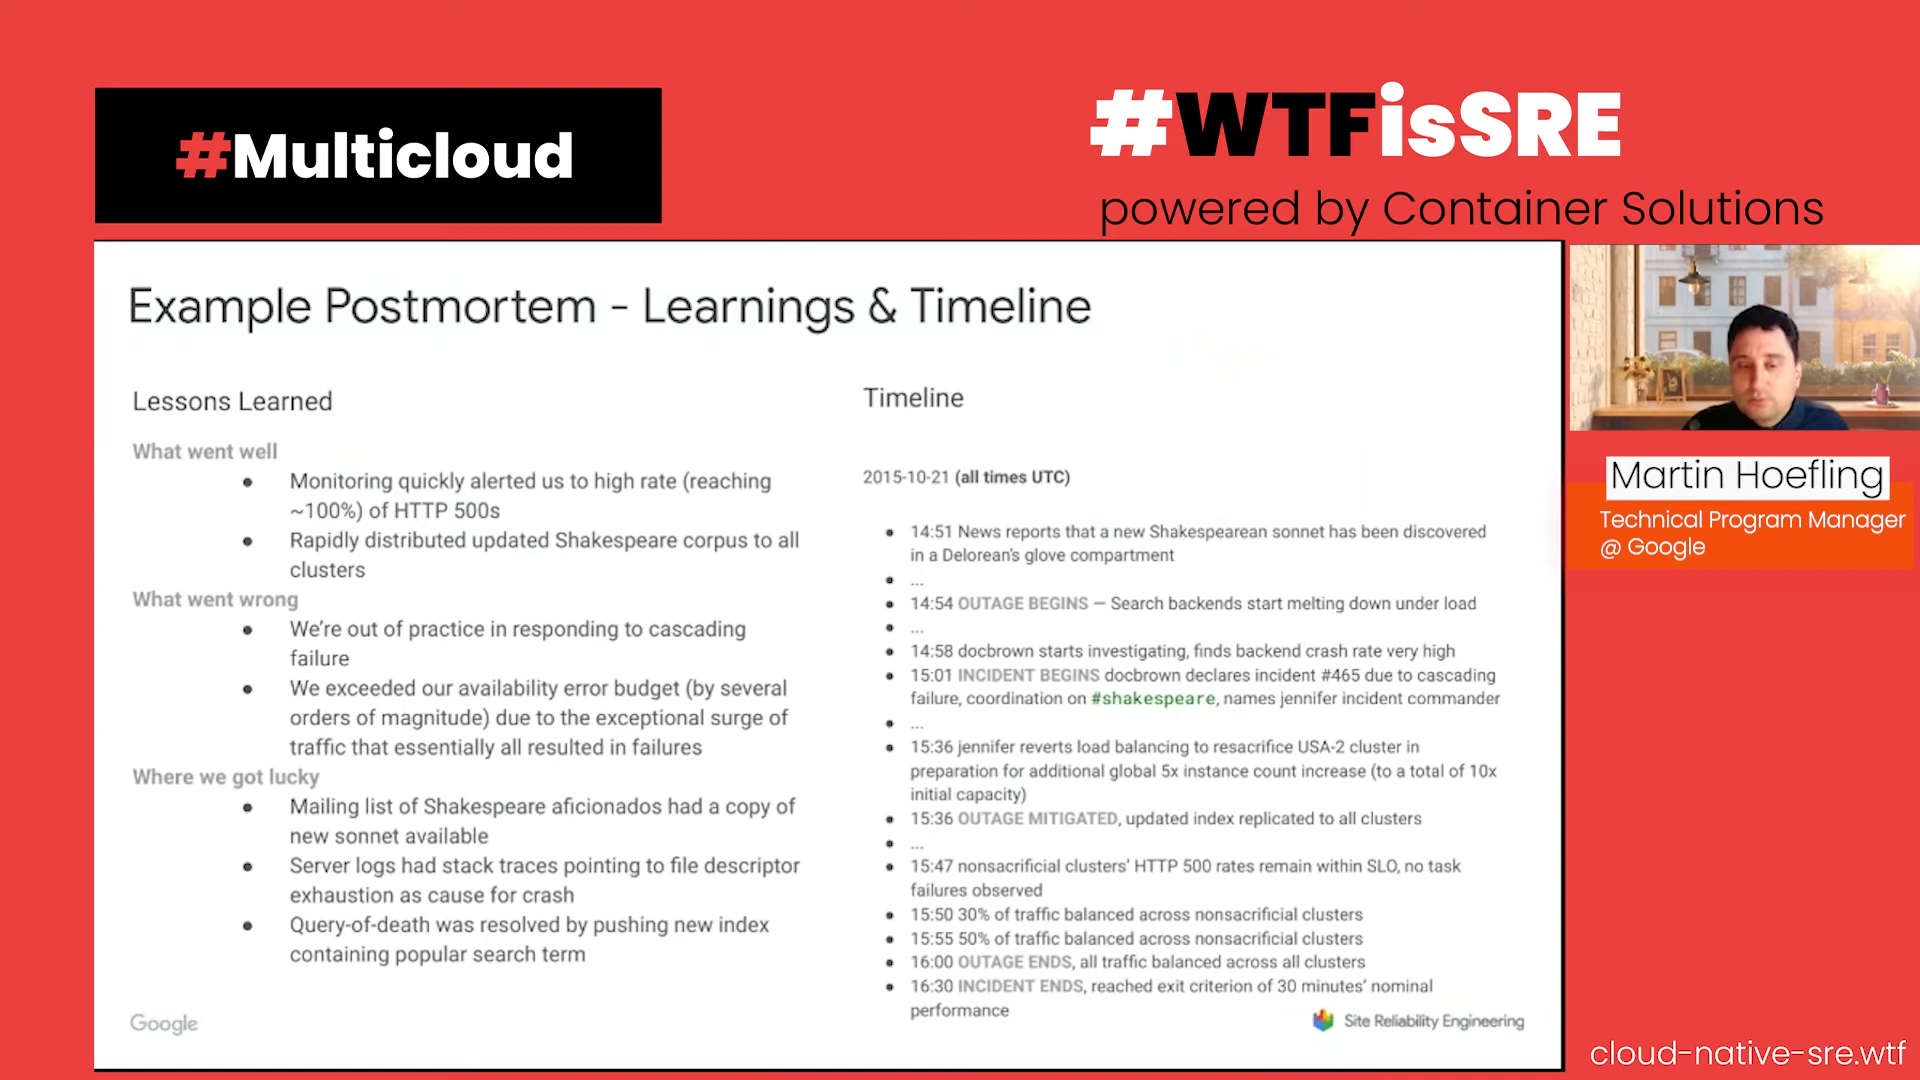 #Multicloud
#WTFisSRE
powered by Container Solutions
Example Postmortem - Learnings & Timeline
Lessons Learned
What went well
● Monitoring quickly alerted us to high rate (reaching
~100%) of HTTP 500s
● Rapidly distributed updated Shakespeare corpus to all
clusters
What went wrong
● We're out of practice in responding to cascading
failure
● We exceeded our availability error budget (by several
orders of magnitude) due to the exceptional surge of
traffic that essentially all resulted in failures
Where we got lucky
● Mailing list of Shakespeare aficionados had a copy of
new sonnet available
● Server logs had stack traces pointing to file descriptor
exhaustion as cause for crash
● Query-of-death was resolved by pushing new index
containing popular search term
Google
Timeline
2015-10-21 (all times UTC)
● 14:51 News reports that a new Shakespearean sonnet has been discovered
in a Delorean's glove compartment
● ...
● 14:54 OUTAGE BEGINS — Search backends start melting down under load
● ...
● 14:58 docbrown starts investigating, finds backend crash rate very high
● 15:01 INCIDENT BEGINS docbrown declares incident #465 due to cascading
failure, coordination on #shakespeare, names jennifer incident commander
● ...
● 15:36 jennifer reverts load balancing to resacrifice USA-2 cluster in
preparation for additional global 5x instance count increase (to a total of 10x
initial capacity)
● 15:36 OUTAGE MITIGATED, updated index replicated to all clusters
● ...
● 15:47 nonsacrificial clusters' HTTP 500 rates remain within SLO, no task
failures observed
● 15:50 30% of traffic balanced across nonsacrificial clusters
● 15:55 50% of traffic balanced across nonsacrificial clusters
● 16:00 OUTAGE ENDS, all traffic balanced across all clusters
● 16:30 INCIDENT ENDS, reached exit criterion of 30 minutes' nominal
performance
Site Reliability Engineering
Martin Hoefling
Technical Program Manager
@ Google
cloud-native-sre.wtf